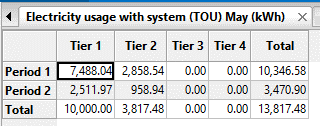 Electricity usage with system (TOU) May (kWh)
Tier 1 Tier 2 Tier 3 Tier 4 Total
Period 1 7,488.04 2,858.54 0.00 0.00 10,346.58
Period 2 2,511.97 958.94 0.00 0.00 3,470.90
Total 10,000.00 3,817.48 0.00 0.00 13,817.48